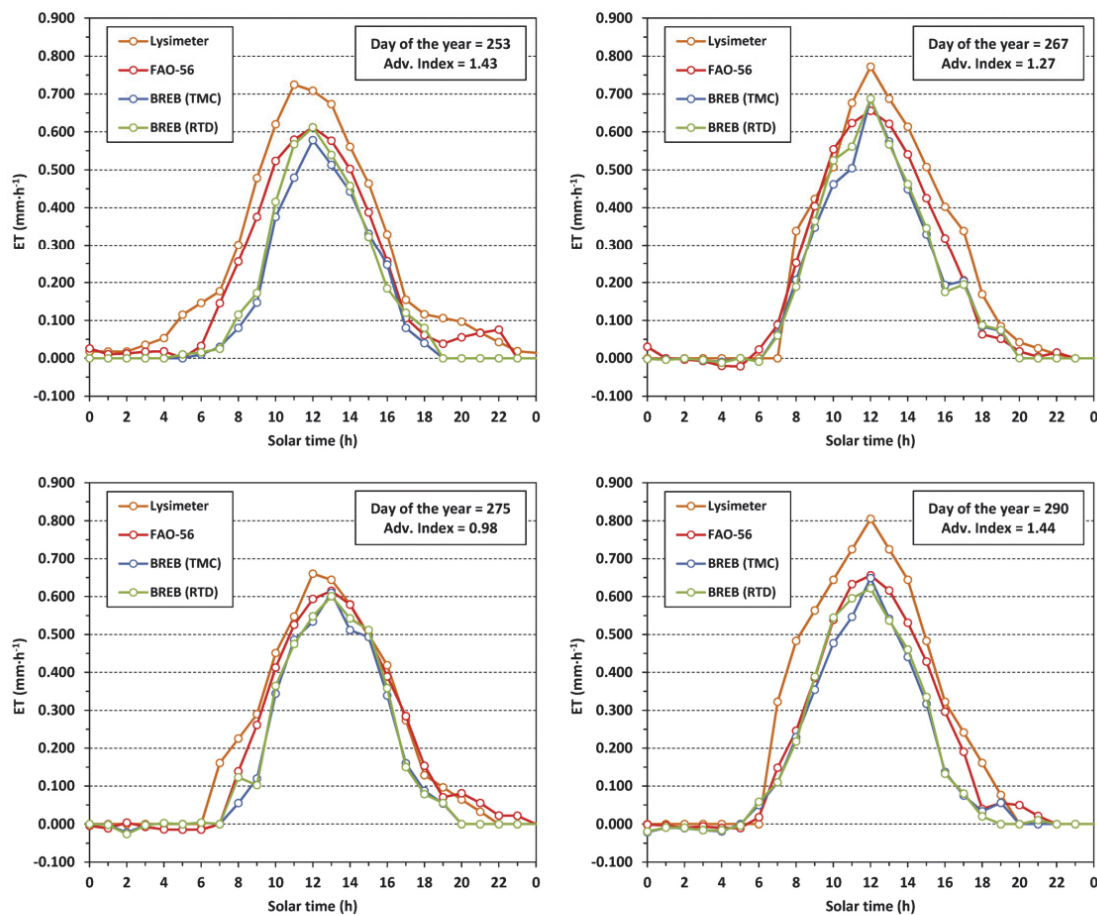 0.900
0.800
0.700
0.600
0.500
0.400
0.300
0.200
0.100
0.000
-0.100
ET (mm·h⁻¹)
Lysimeter
FAO-56
BREB (TMC)
BREB (RTD)
Day of the year = 253
Adv. Index = 1.43
0 2 4 6 8 10 12 14 16 18 20 22 0
Solar time (h)
0.900
0.800
0.700
0.600
0.500
0.400
0.300
0.200
0.100
0.000
-0.100
ET (mm·h⁻¹)
Lysimeter
FAO-56
BREB (TMC)
BREB (RTD)
Day of the year = 267
Adv. Index = 1.27
0 2 4 6 8 10 12 14 16 18 20 22 0
Solar time (h)
0.900
0.800
0.700
0.600
0.500
0.400
0.300
0.200
0.100
0.000
-0.100
ET (mm·h⁻¹)
Lysimeter
FAO-56
BREB (TMC)
BREB (RTD)
Day of the year = 275
Adv. Index = 0.98
0 2 4 6 8 10 12 14 16 18 20 22 0
Solar time (h)
0.900
0.800
0.700
0.600
0.500
0.400
0.300
0.200
0.100
0.000
-0.100
ET (mm·h⁻¹)
Lysimeter
FAO-56
BREB (TMC)
BREB (RTD)
Day of the year = 290
Adv. Index = 1.44
0 2 4 6 8 10 12 14 16 18 20 22 0
Solar time (h)